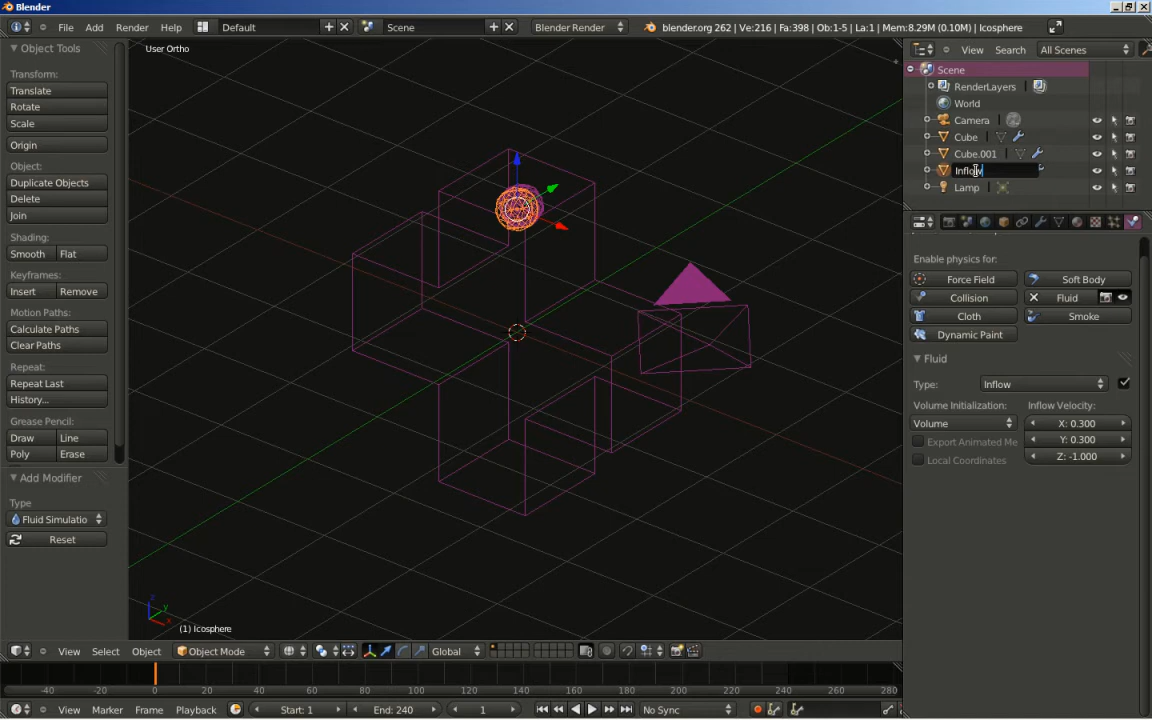 Blender
File Add Render Help Default Scene Blender Render blender.org 262 | Ve:216 | Fa:398 | Ob:1-5 | La:1 | Mem:8.29M (0.10M) | Icosphere
Object Tools
Transform:
Translate
Rotate
Scale
Origin
Object:
Duplicate Objects
Delete
Join
Shading:
Smooth Flat
Keyframes:
Insert Remove
Motion Paths:
Calculate Paths
Clear Paths
Repeat:
Repeat Last
History...
Grease Pencil:
Draw Line
Poly Erase
Add Modifier
Type
Fluid Simulatio
Reset
User Ortho
z
y
x
(1) Icosphere
View Search All Scenes
Scene
RenderLayers
World
Camera
Cube
Cube.001
Inflow
Lamp
Enable physics for:
Force Field Soft Body
Collision Fluid
Cloth Smoke
Dynamic Paint
Fluid
Type: Inflow
Volume Initialization: Inflow Velocity:
Volume X: 0.300
Export Animated Me Y: 0.300
Local Coordinates Z: -1.000
View Select Object Object Mode Global
-40 -20 0 20 40 60 80 100 120 140 160 180 200 220 240 260 280
View Marker Frame Playback Start: 1 End: 240 1 No Sync